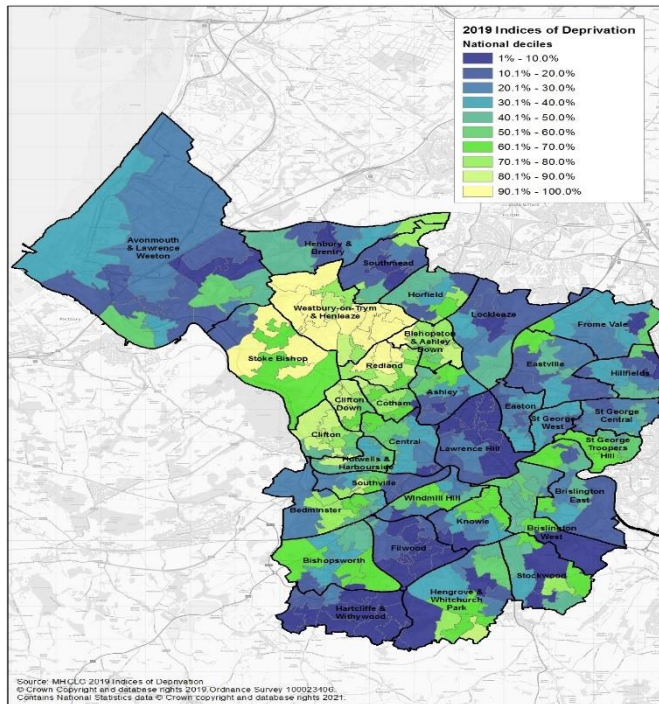 2019 Indices of Deprivation
National deciles
1% - 10.0%
10.1% - 20.0%
20.1% - 30.0%
30.1% - 40.0%
40.1% - 50.0%
50.1% - 60.0%
60.1% - 70.0%
70.1% - 80.0%
80.1% - 90.0%
90.1% - 100.0%
Avonmouth
& Lawrence
Weston
Henbury &
Brentry
Southmead
Horfield
Lockleaze
Frome Vale
Westbury-on-Trym
& Henleaze
Bishopston
& Ashley
Down
Stoke Bishop
Redland
Eastville
Hillfields
Clifton
Down
Cotham
Ashley
Easton
St George
West
St George
Central
Clifton
Central
Lawrence Hill
St George
Troopers
Hill
Hotwells &
Harbourside
Southville
Bedminster
Windmill Hill
Knowle
Brislington
East
Brislington
West
Filwood
Bishopsworth
Hengrove &
Whitchurch
Park
Stockwood
Hartcliffe &
Withywood
Source: MHCLG 2019 Indices of Deprivation
© Crown Copyright and database rights 2019.Ordnance Survey 100023406.
Contains National Statistics data © Crown copyright and database rights 2021.